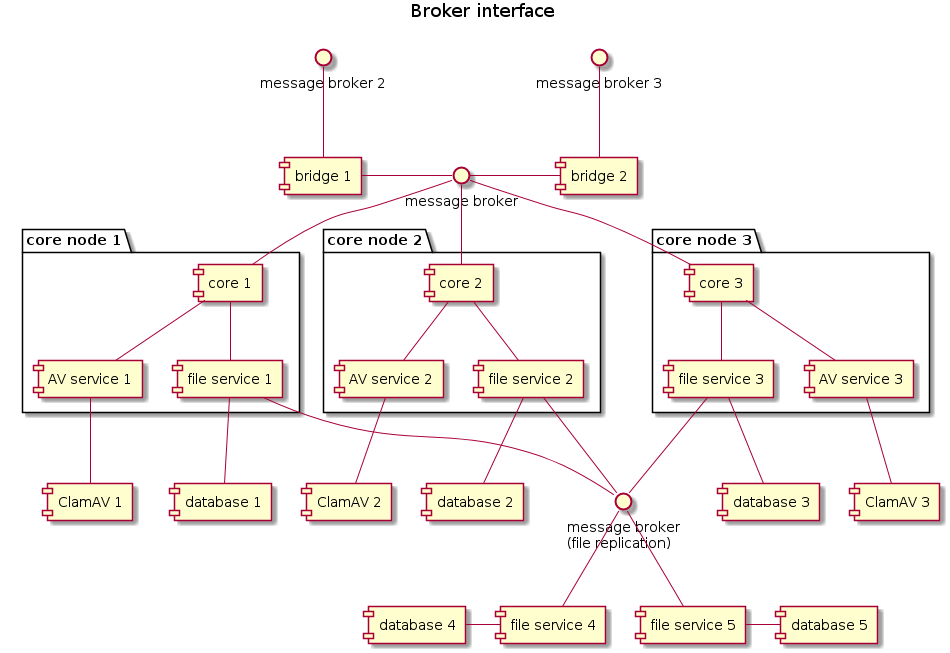 Broker interface
message broker 2
message broker 3
bridge 1
bridge 2
message broker
core node 1
core node 2
core node 3
core 1
core 2
core 3
AV service 1
file service 1
AV service 2
file service 2
file service 3
AV service 3
ClamAV 1
database 1
ClamAV 2
database 2
database 3
ClamAV 3
message broker
(file replication)
database 4
file service 4
file service 5
database 5